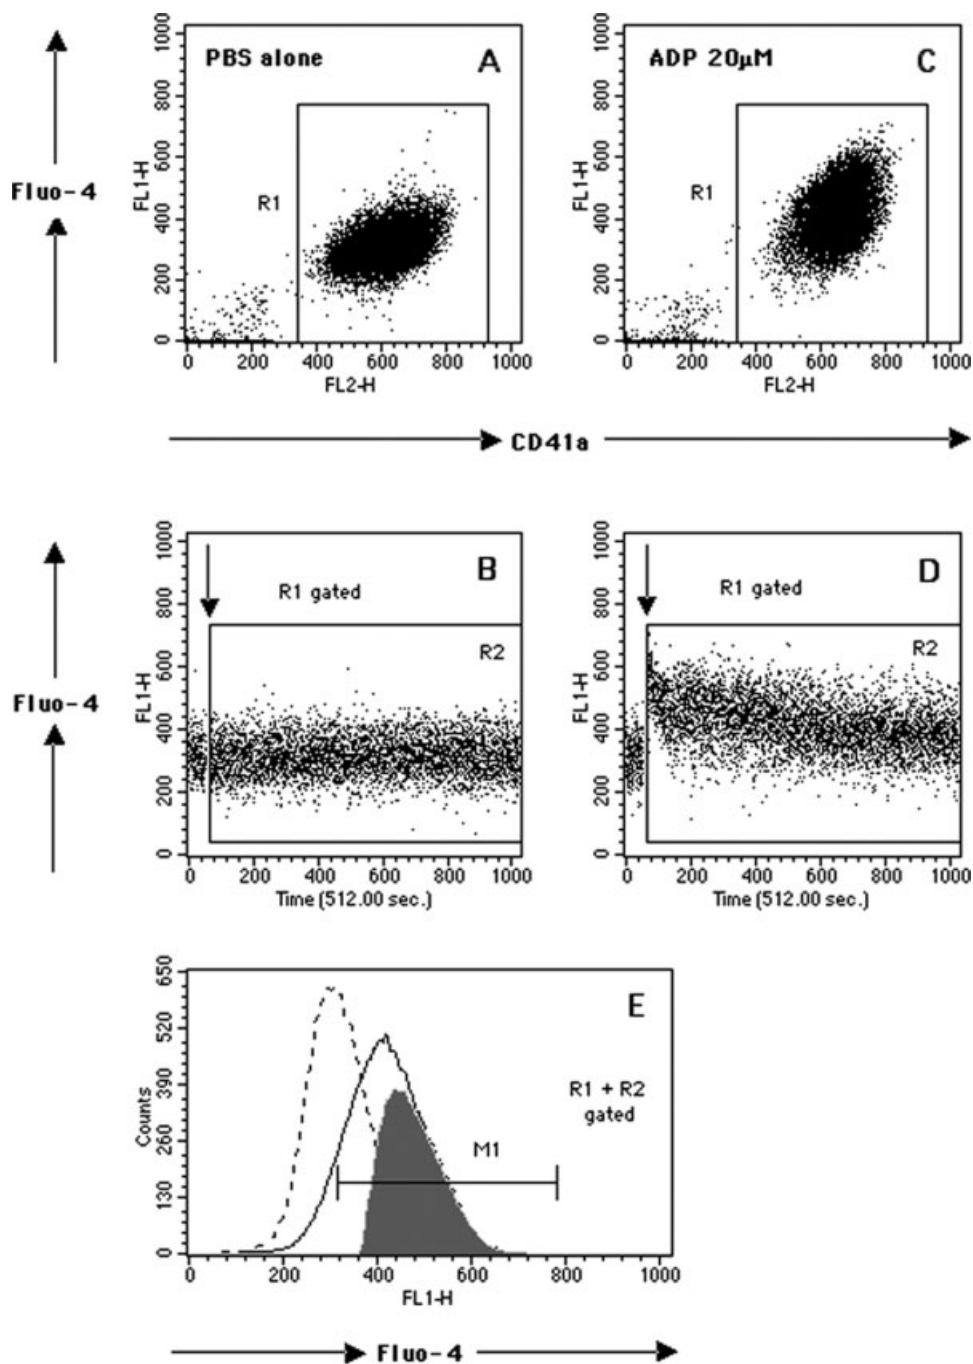 PBS alone
A
ADP 20µM
C
Fluo-4
FL1-H
0 200 400 600 800 1000
R1
0 200 400 600 800 1000
FL2-H
FL1-H
0 200 400 600 800 1000
R1
0 200 400 600 800 1000
FL2-H
CD41a
Fluo-4
FL1-H
0 200 400 600 800 1000
B
R1 gated
R2
0 200 400 600 800 1000
Time (512.00 sec.)
FL1-H
0 200 400 600 800 1000
D
R1 gated
R2
0 200 400 600 800 1000
Time (512.00 sec.)
Counts
0 130 260 390 520 650
E
R1 + R2
gated
M1
0 200 400 600 800 1000
FL1-H
Fluo-4